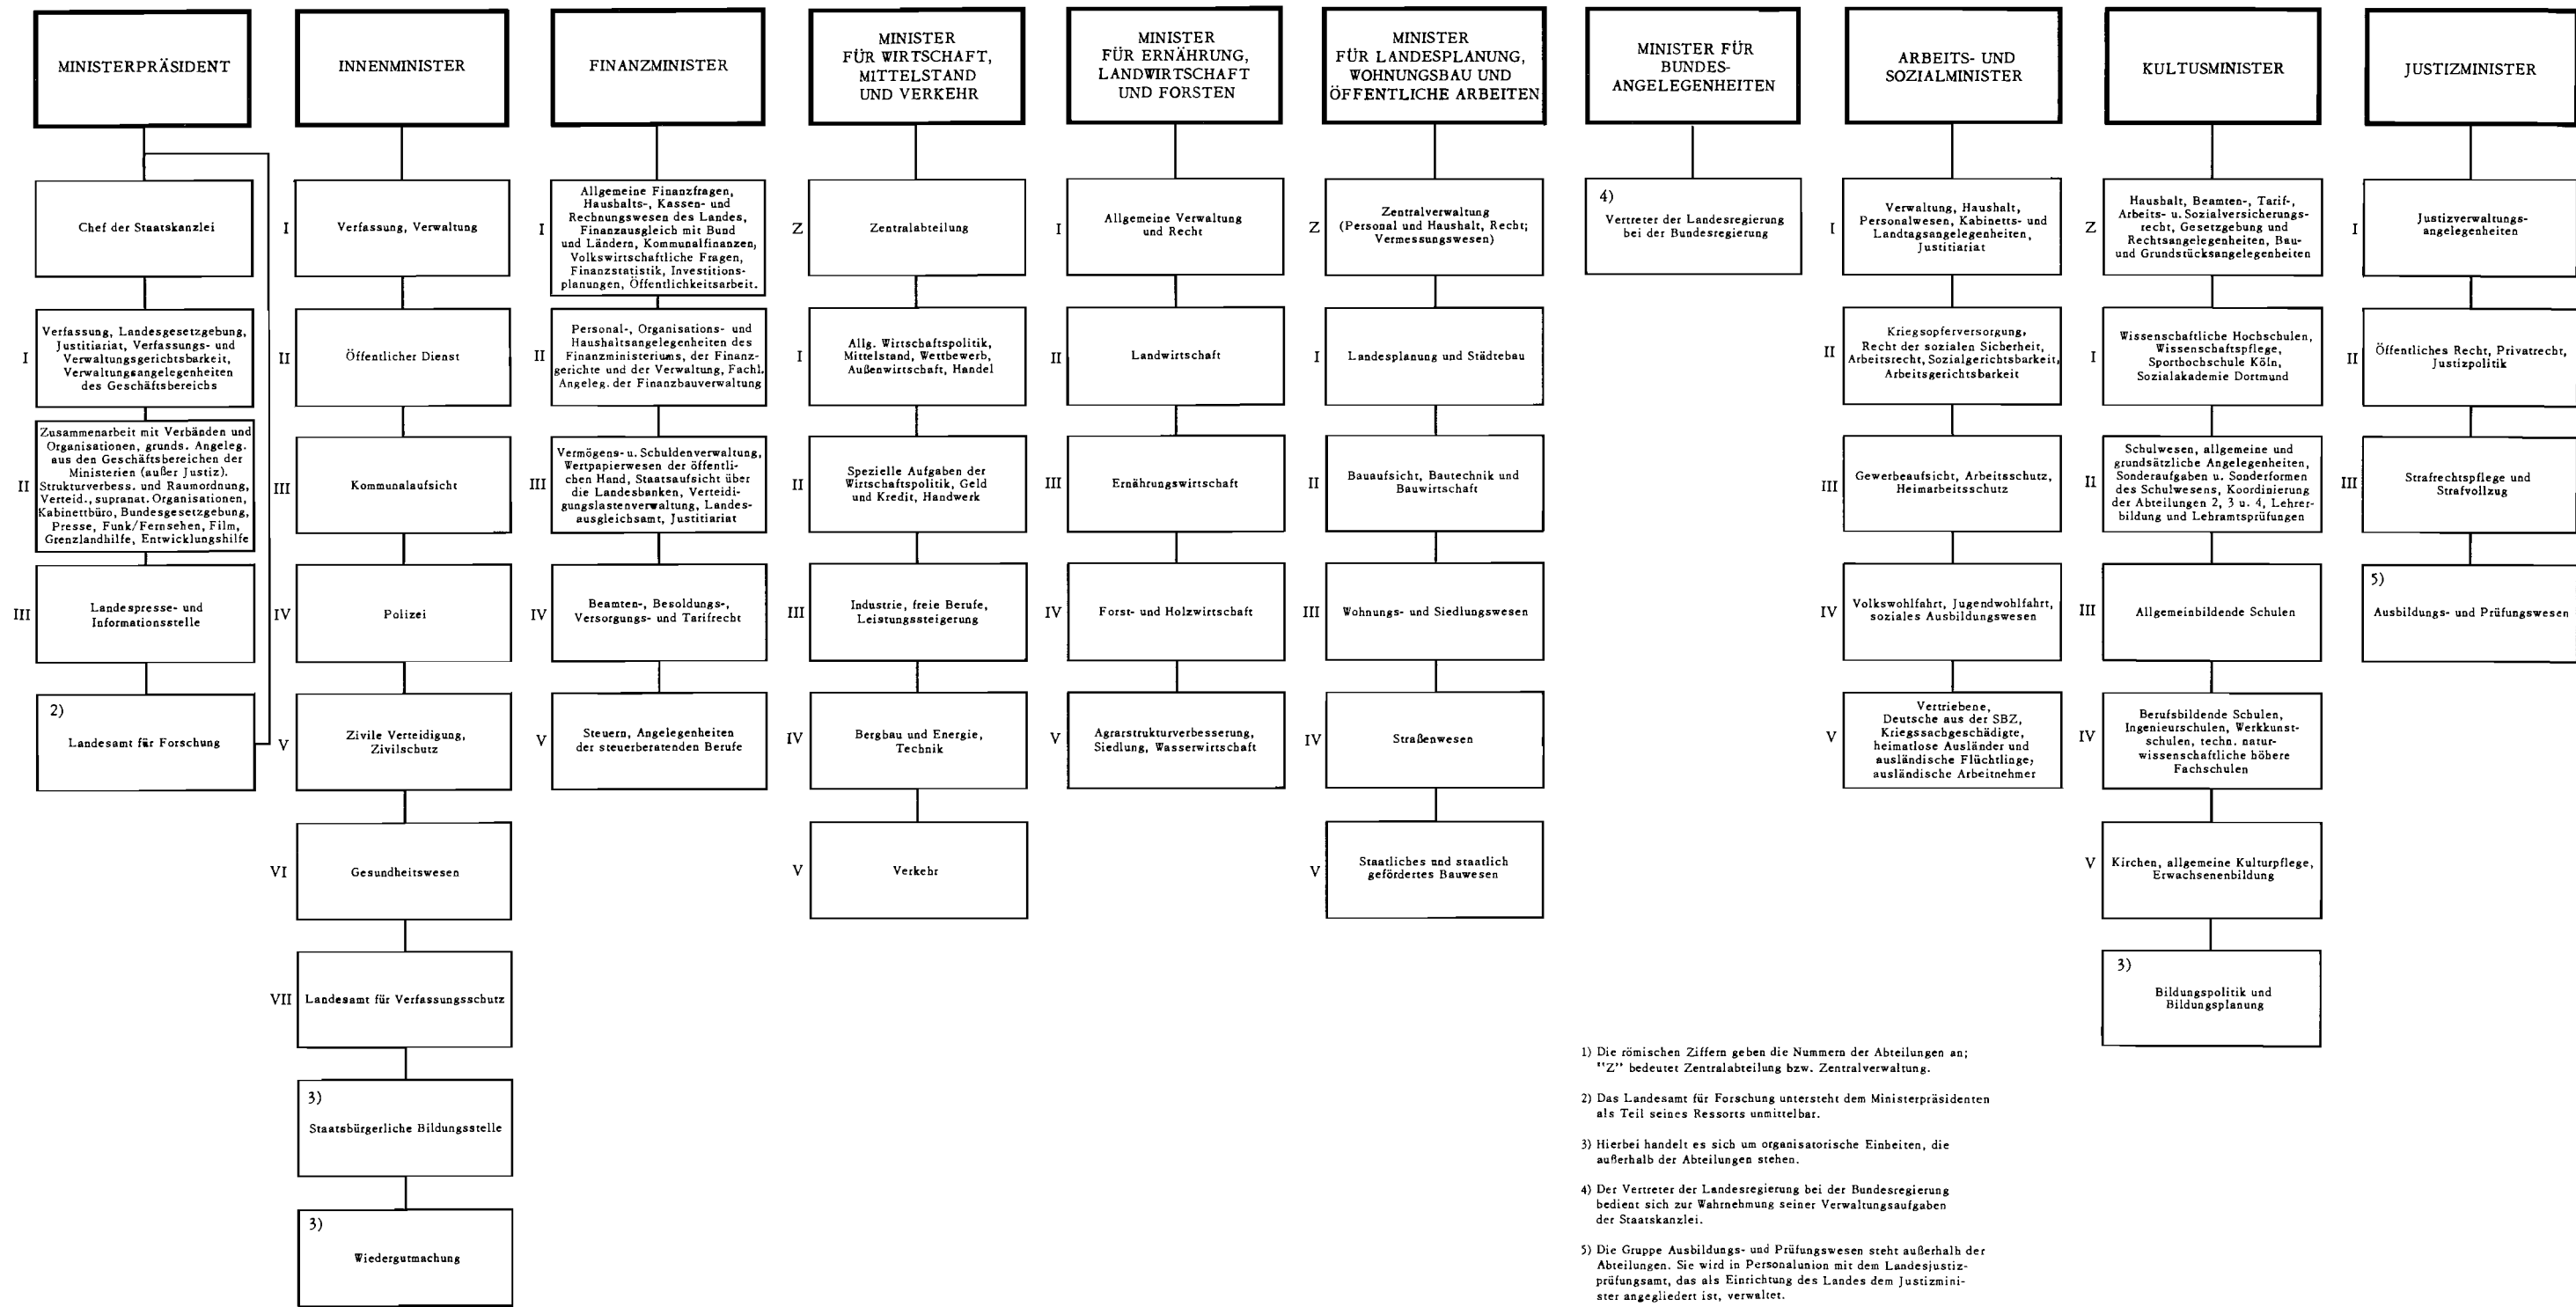 MINISTERPRÄSIDENT
Chef der Staatskanzlei
I
Verfassung, Landesgesetzgebung,
Justitiariat, Verfassungs- und
Verwaltungsgerichtsbarkeit,
Verwaltungsangelegenheiten
des Geschäftsbereichs
II
Zusammenarbeit mit Verbänden und
Organisationen, grunds. Angeleg.
aus den Geschäftsbereichen der
Ministerien (außer Justiz).
Strukturverbess. und Raumordnung,
Verteid., supranat. Organisationen,
Kabinettbüro, Bundesgesetzgebung,
Presse, Funk/Fernsehen, Film,
Grenzlandhilfe, Entwicklungshilfe
III
Landespresse- und
Informationsstelle
2)
Landesamt für Forschung
INNENMINISTER
I
Verfassung, Verwaltung
II
Öffentlicher Dienst
III
Kommunalaufsicht
IV
Polizei
V
Zivile Verteidigung,
Zivilschutz
VI
Gesundheitswesen
VII
Landesamt für Verfassungsschutz
3)
Staatsbürgerliche Bildungsstelle
3)
Wiedergutmachung
FINANZMINISTER
I
Allgemeine Finanzfragen,
Haushalts-, Kassen- und
Rechnungswesen des Landes,
Finanzausgleich mit Bund
und Ländern, Kommunalfinanzen,
Volkswirtschaftliche Fragen,
Finanzstatistik, Investitions-
planungen, Öffentlichkeitsarbeit.
II
Personal-, Organisations- und
Haushaltsangelegenheiten des
Finanzministeriums, der Finanz-
gerichte und der Verwaltung, Fachl.
Angeleg. der Finanzbauverwaltung
III
Vermögens- u. Schuldenverwaltung,
Wertpapierwesen der öffentli-
chen Hand, Staatsaufsicht über
die Landesbanken, Verteidi-
gungslastenverwaltung, Landes-
ausgleichsamt, Justitiariat
IV
Beamten-, Besoldungs-,
Versorgungs- und Tarifrecht
V
Steuern, Angelegenheiten
der steuerberatenden Berufe
MINISTER
FÜR WIRTSCHAFT,
MITTELSTAND
UND VERKEHR
Z
Zentralabteilung
I
Allg. Wirtschaftspolitik,
Mittelstand, Wettbewerb,
Außenwirtschaft, Handel
II
Spezielle Aufgaben der
Wirtschaftspolitik, Geld
und Kredit, Handwerk
III
Industrie, freie Berufe,
Leistungssteigerung
IV
Bergbau und Energie,
Technik
V
Verkehr
MINISTER
FÜR ERNÄHRUNG,
LANDWIRTSCHAFT
UND FORSTEN
I
Allgemeine Verwaltung
und Recht
II
Landwirtschaft
III
Ernährungswirtschaft
IV
Forst- und Holzwirtschaft
V
Agrarstrukturverbesserung,
Siedlung, Wasserwirtschaft
MINISTER
FÜR LANDESPLANUNG,
WOHNUNGSBAU UND
ÖFFENTLICHE ARBEITEN
Z
Zentralverwaltung
(Personal und Haushalt, Recht;
Vermessungswesen)
I
Landesplanung und Städtebau
II
Bauaufsicht, Bautechnik und
Bauwirtschaft
III
Wohnungs- und Siedlungswesen
IV
Straßenwesen
V
Staatliches und staatlich
gefördertes Bauwesen
MINISTER FÜR
BUNDES-
ANGELEGENHEITEN
4)
Vertreter der Landesregierung
bei der Bundesregierung
ARBEITS- UND
SOZIALMINISTER
I
Verwaltung, Haushalt,
Personalwesen, Kabinetts- und
Landtagsangelegenheiten,
Justitiariat
II
Kriegsopferversorgung,
Recht der sozialen Sicherheit,
Arbeitsrecht, Sozialgerichtsbarkeit,
Arbeitsgerichtsbarkeit
III
Gewerbeaufsicht, Arbeitsschutz,
Heimarbeitsschutz
IV
Volkswohlfahrt, Jugendwohlfahrt,
soziales Ausbildungswesen
V
Vertriebene,
Deutsche aus der SBZ,
Kriegssachgeschädigte,
heimatlose Ausländer und
ausländische Flüchtlinge,
ausländische Arbeitnehmer
KULTUSMINISTER
Z
Haushalt, Beamten-, Tarif-,
Arbeits- u. Sozialversicherungs-
recht, Gesetzgebung und
Rechtsangelegenheiten, Bau-
und Grundstücksangelegenheiten
I
Wissenschaftliche Hochschulen,
Wissenschaftspflege,
Sporthochschule Köln,
Sozialakademie Dortmund
II
Schulwesen, allgemeine und
grundsätzliche Angelegenheiten,
Sonderaufgaben u. Sonderformen
des Schulwesens, Koordinierung
der Abteilungen 2, 3 u. 4, Lehrer-
bildung und Lehramtsprüfungen
III
Allgemeinbildende Schulen
IV
Berufsbildende Schulen,
Ingenieurschulen, Werkkunst-
schulen, techn. natur-
wissenschaftliche höhere
Fachschulen
V
Kirchen, allgemeine Kulturpflege,
Erwachsenenbildung
3)
Bildungspolitik und
Bildungsplanung
JUSTIZMINISTER
I
Justizverwaltungs-
angelegenheiten
II
Öffentliches Recht, Privatrecht,
Justizpolitik
III
Strafrechtspflege und
Strafvollzug
5)
Ausbildungs- und Prüfungswesen
1) Die römischen Ziffern geben die Nummern der Abteilungen an;
"Z" bedeutet Zentralabteilung bzw. Zentralverwaltung.
2) Das Landesamt für Forschung untersteht dem Ministerpräsidenten
als Teil seines Ressorts unmittelbar.
3) Hierbei handelt es sich um organisatorische Einheiten, die
außerhalb der Abteilungen stehen.
4) Der Vertreter der Landesregierung bei der Bundesregierung
bedient sich zur Wahrnehmung seiner Verwaltungsaufgaben
der Staatskanzlei.
5) Die Gruppe Ausbildungs- und Prüfungswesen steht außerhalb der
Abteilungen. Sie wird in Personalunion mit dem Landesjustiz-
prüfungsamt, das als Einrichtung des Landes dem Justizmini-
ster angegliedert ist, verwaltet.